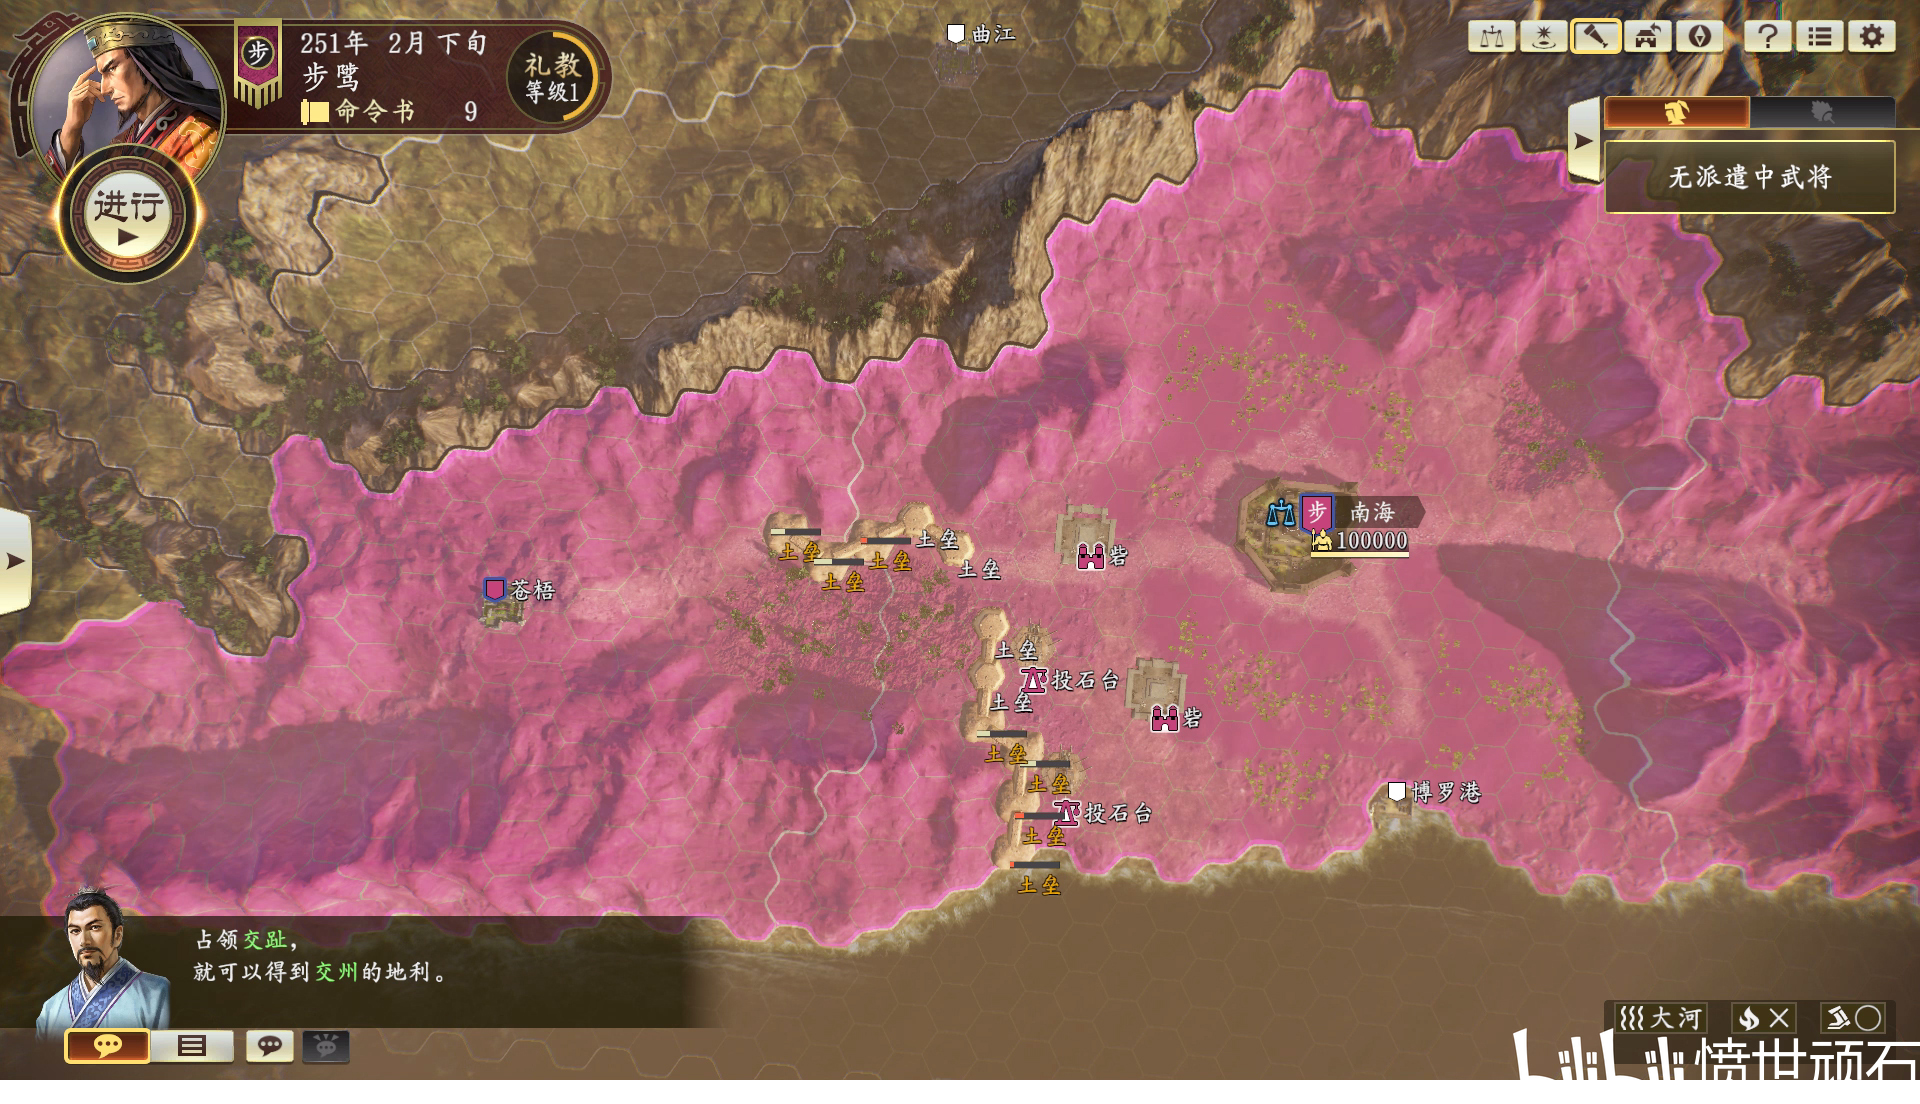 步
251年 2月下旬
步骘
命令书 9
礼教
等级1
进行
曲江
无派遣中武将
步 南海
100000
苍梧
土垒
土垒
土垒
土垒
土垒
砦
土垒
投石台
土垒
砦
土垒
土垒
投石台
土垒
土垒
博罗港
占领交趾，
就可以得到交州的地利。
大河
bilibili 愤世顽石